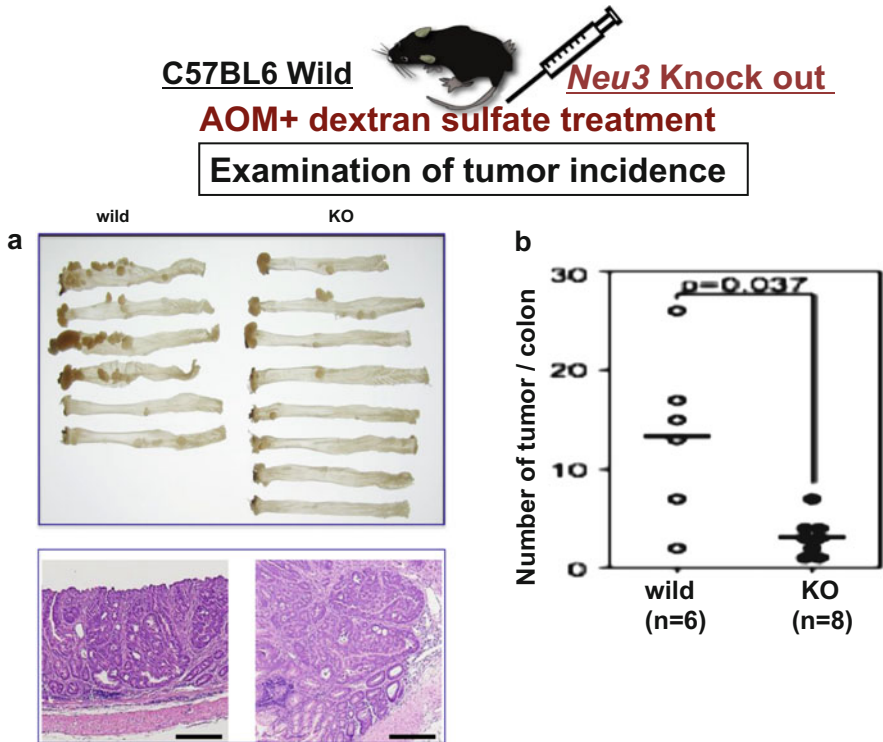 C57BL6 Wild
Neu3 Knock out
AOM+ dextran sulfate treatment
Examination of tumor incidence
wild KO
a
b
30
p=0.037
20
10
0
Number of tumor / colon
wild KO
(n=6) (n=8)